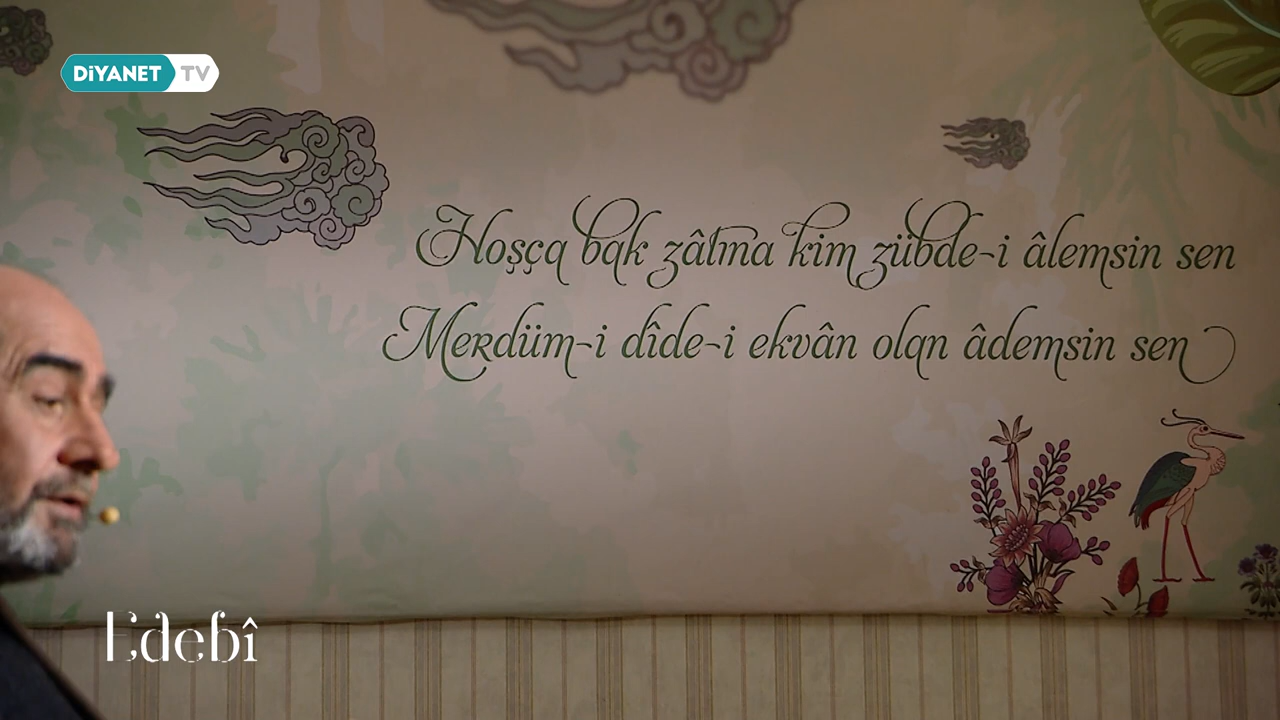 DİYANET TV
Hoşça bak zâtına kim zübde-i âlemsin sen
Merdüm-i dîde-i ekvân olan âdemsin sen
Edebî